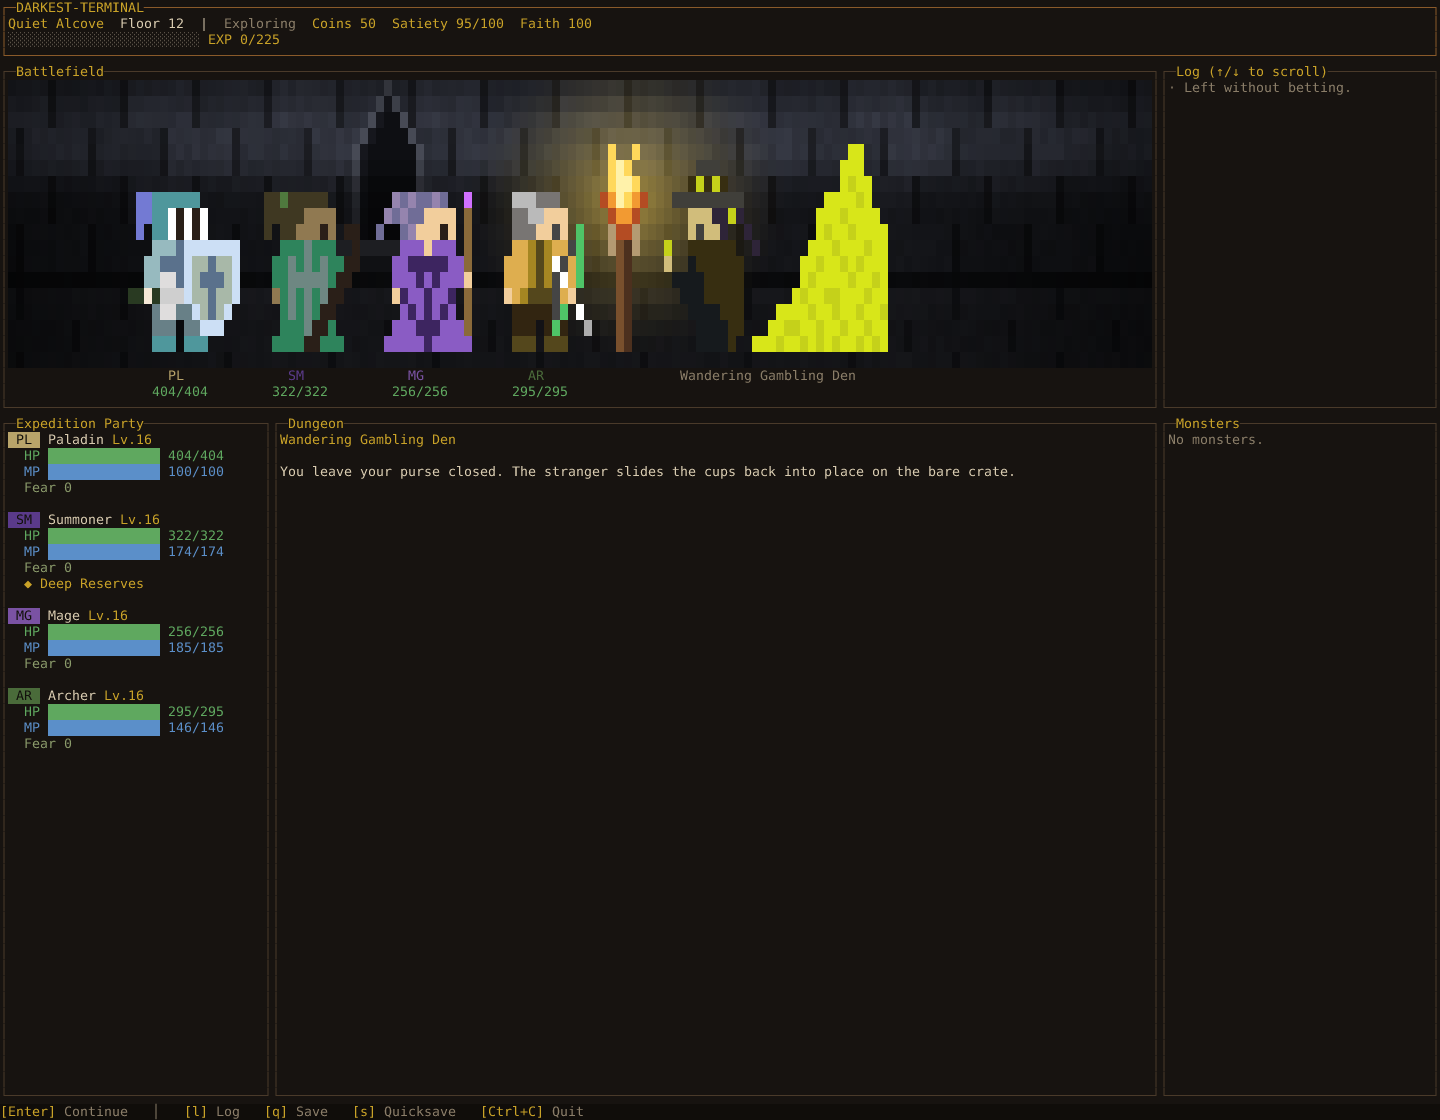 DARKEST-TERMINAL
Quiet Alcove  Floor 12  |  Exploring  Coins 50  Satiety 95/100  Faith 100
EXP 0/225
Battlefield
PL SM MG AR Wandering Gambling Den
404/404 322/322 256/256 295/295
Log (↑/↓ to scroll)
· Left without betting.
Expedition Party
PL Paladin Lv.16
HP 404/404
MP 100/100
Fear 0
SM Summoner Lv.16
HP 322/322
MP 174/174
Fear 0
◆ Deep Reserves
MG Mage Lv.16
HP 256/256
MP 185/185
Fear 0
AR Archer Lv.16
HP 295/295
MP 146/146
Fear 0
Dungeon
Wandering Gambling Den
You leave your purse closed. The stranger slides the cups back into place on the bare crate.
Monsters
No monsters.
[Enter] Continue │ [l] Log [q] Save [s] Quicksave [Ctrl+C] Quit